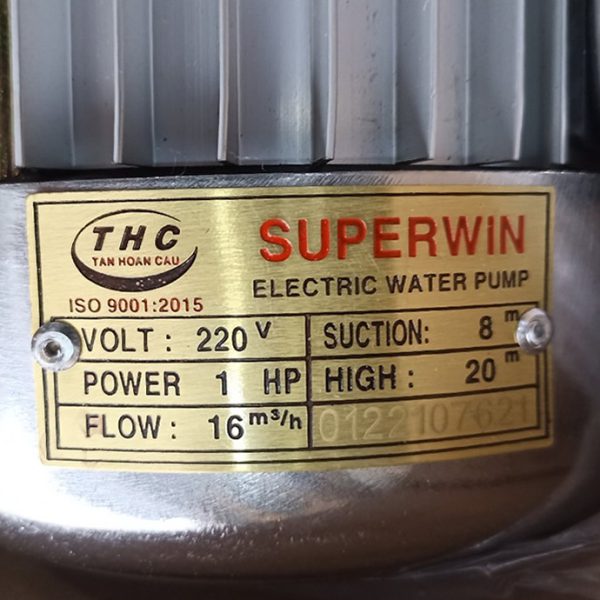 THC
TAN HOAN CAU
ISO 9001:2015
SUPERWIN
ELECTRIC WATER PUMP
VOLT : 220 V
SUCTION: 8 m
POWER 1 HP
HIGH : 20 m
FLOW : 16 m³/h
0122107621